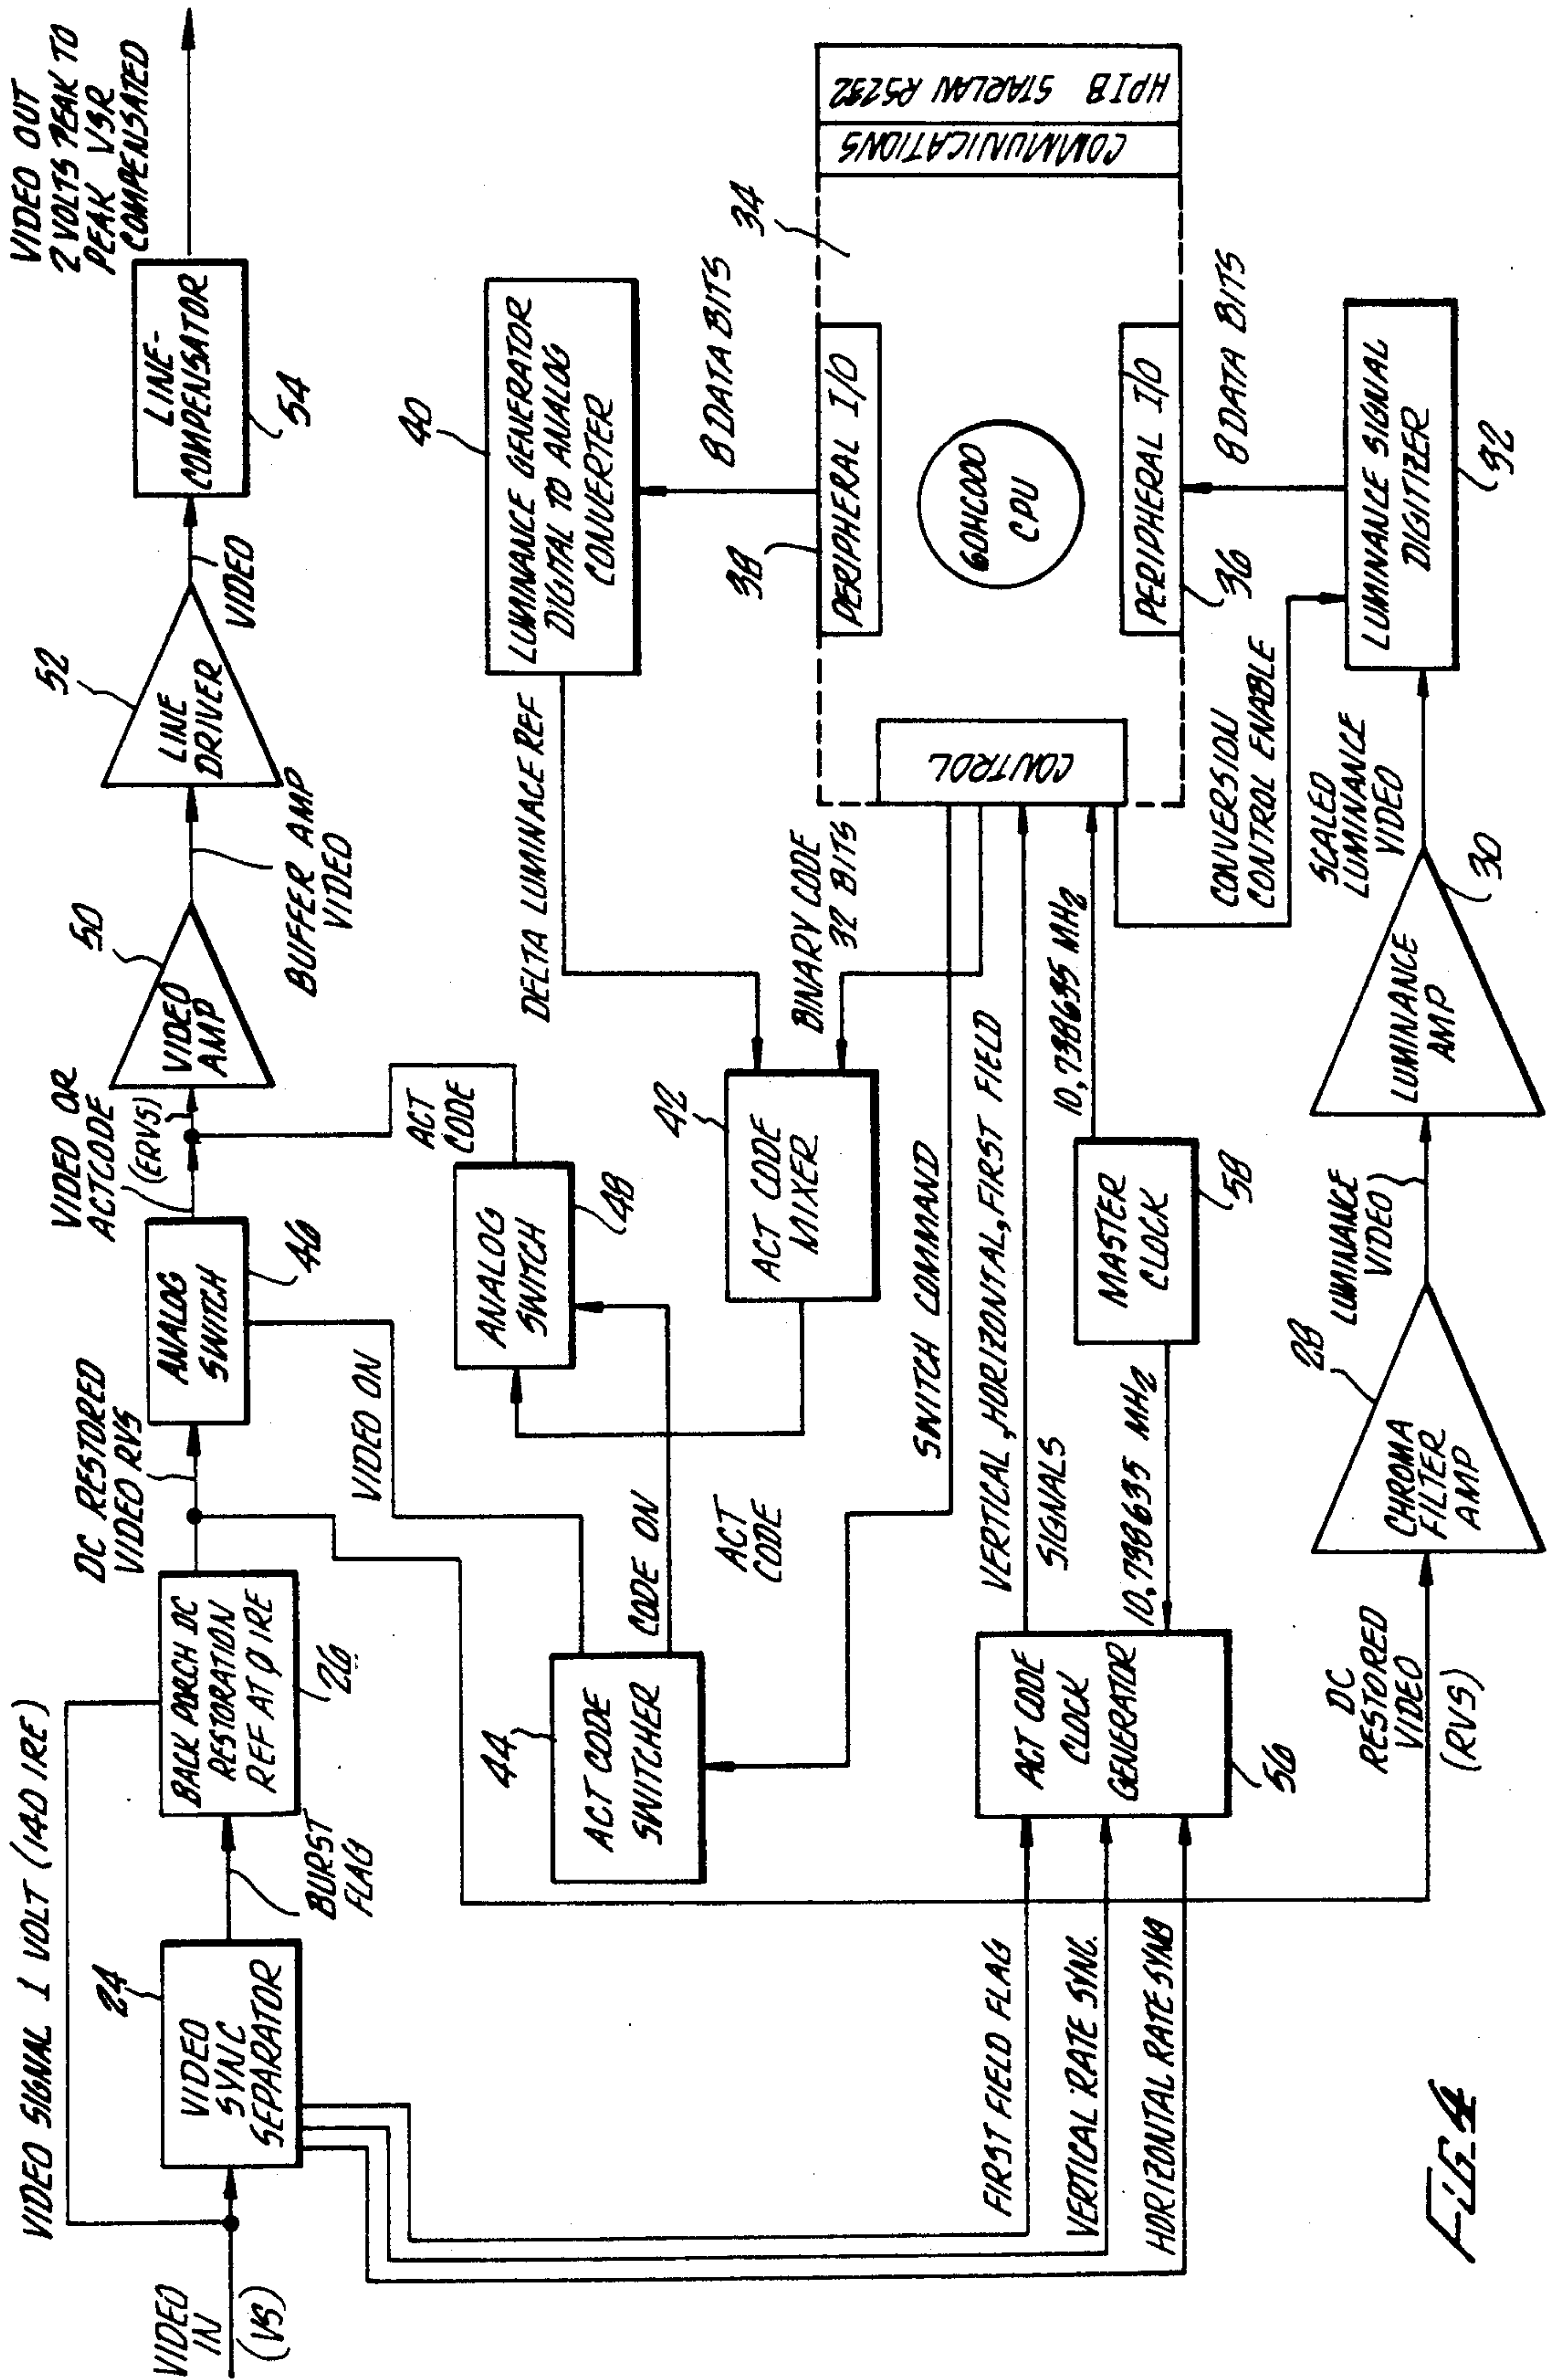 VIDEO SIGNAL 1 VOLT (140 IRE)
VIDEO
IN
(VS)
24
VIDEO
SYNC
SEPARATOR
BURST
FLAG
BACK PORCH DC
RESTORATION
REF AT Ø IRE
26
DC RESTORED
VIDEO RVS
ANALOG
SWITCH
46
VIDEO OR
ACTCODE
(ERVS)
50
VIDEO
AMP
BUFFER AMP
VIDEO
52
LINE
DRIVER
VIDEO
LINE-
COMPENSATOR
54
VIDEO OUT
2 VOLTS PEAK TO
PEAK VSR
COMPENSATED
VIDEO ON
44
ACT CODE
SWITCHER
CODE ON
ANALOG
SWITCH
48
ACT
CODE
ACT
CODE
42
ACT CODE
MIXER
DELTA LUMINACE REF
40
LUMINANCE GENERATOR
DIGITAL TO ANALOG
CONVERTER
8 DATA BITS
BINARY CODE
32 BITS
SWITCH COMMAND
FIRST FIELD FLAG
VERTICAL RATE SYNC.
HORIZONTAL RATE SYNB
ACT CODE
CLOCK
GENERATOR
56
VERTICAL, HORIZONTAL, FIRST FIELD
SIGNALS
10.738635 MHz
MASTER
CLOCK
58
10.738635 MHz
CONTROL
38
PERIPHERAL I/O
34
68HC000
CPU
PERIPHERAL I/O
36
COMMUNICATIONS
HPIB STARLAN RS232
8 DATA BITS
CONVERSION
CONTROL ENABLE
DC
RESTORED
VIDEO
(RVS)
28
CHROMA
FILTER
AMP
LUMINANCE
VIDEO
LUMINANCE
AMP
30
SCALED
LUMINANCE
VIDEO
LUMINANCE SIGNAL
DIGITIZER
32
FIG. 4